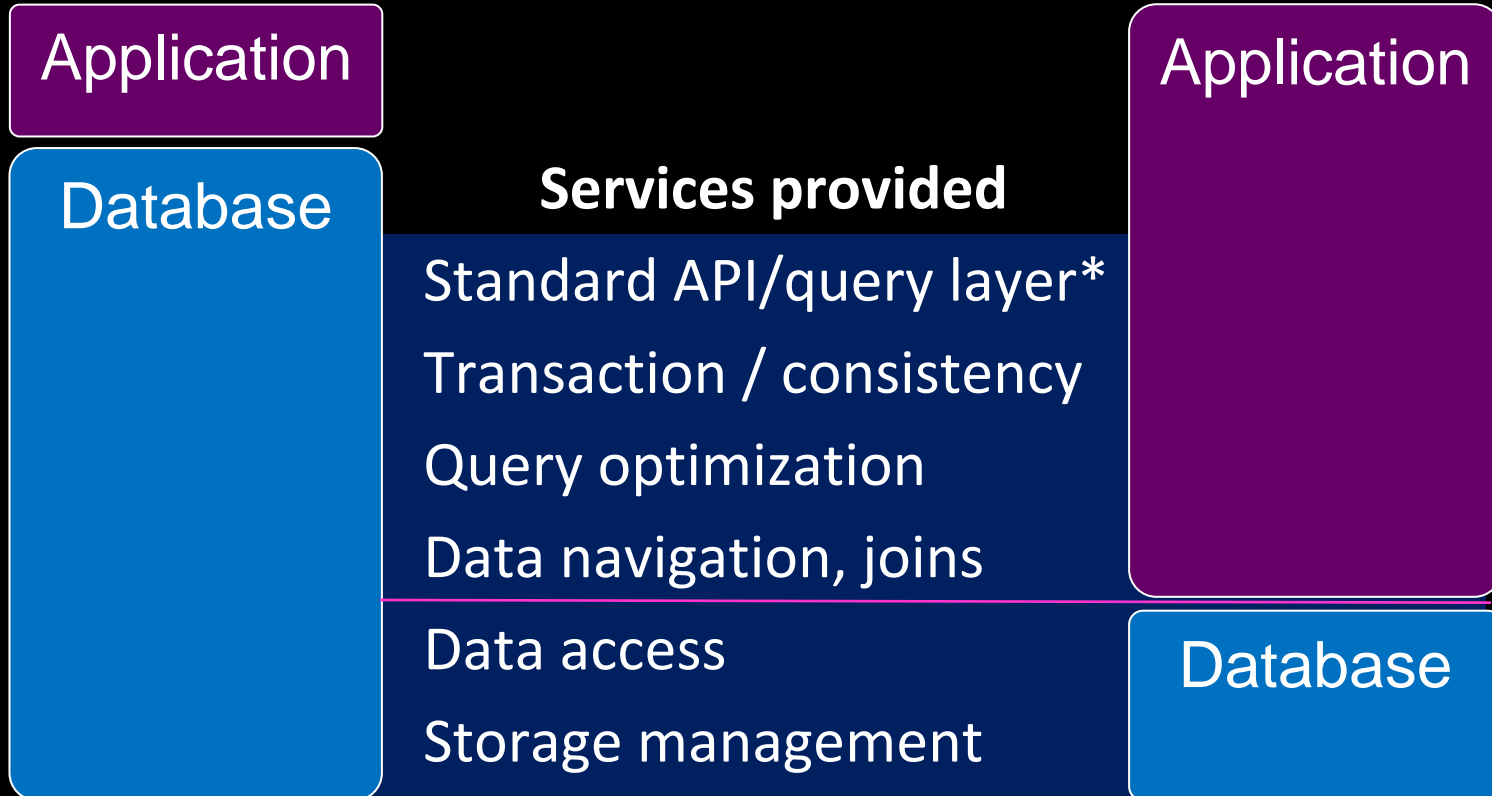 Application
Database
Services provided
Standard API/query layer*
Transaction / consistency
Query optimization
Data navigation, joins
Data access
Storage management
Application
Database